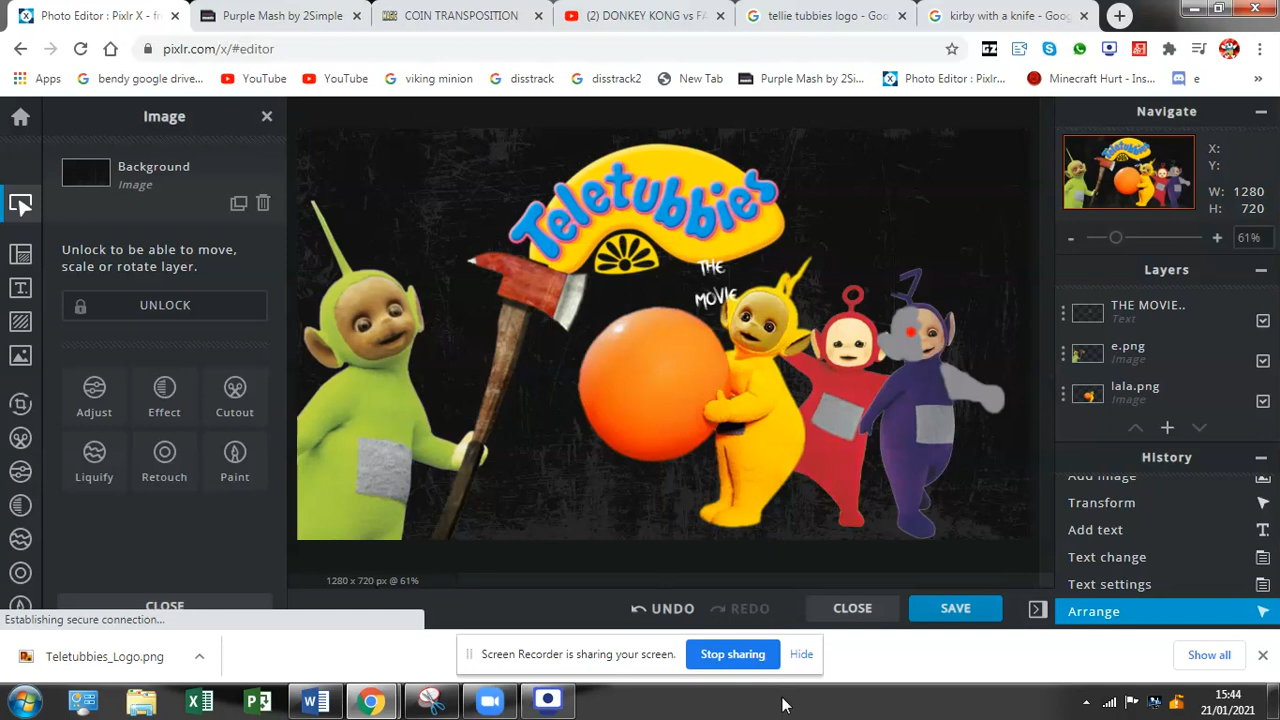 Photo Editor : Pixlr X - fr
Purple Mash by 2Simple
COIN TRANSPOSITION
(2) DONKEY KONG vs FA
tellie tubbies logo - Goo
kirby with a knife - Goog
pixlr.com/x/#editor
Apps
bendy google drive...
YouTube
YouTube
viking minion
disstrack
disstrack2
New Tab
Purple Mash by 2Si...
Photo Editor : Pixlr...
Minecraft Hurt - Ins...
e
»
Image
Background
Image
Unlock to be able to move,
scale or rotate layer.
UNLOCK
Adjust
Effect
Cutout
Liquify
Retouch
Paint
CLOSE
Teletubbies
THE
MOVIE
1280 x 720 px @ 61%
UNDO
REDO
CLOSE
SAVE
Navigate
X:
Y:
W: 1280
H: 720
61%
Layers
THE MOVIE..
Text
e.png
Image
lala.png
Image
History
Add image
Transform
Add text
Text change
Text settings
Arrange
Establishing secure connection...
Teletubbies_Logo.png
Screen Recorder is sharing your screen.
Stop sharing
Hide
Show all
15:44
21/01/2021